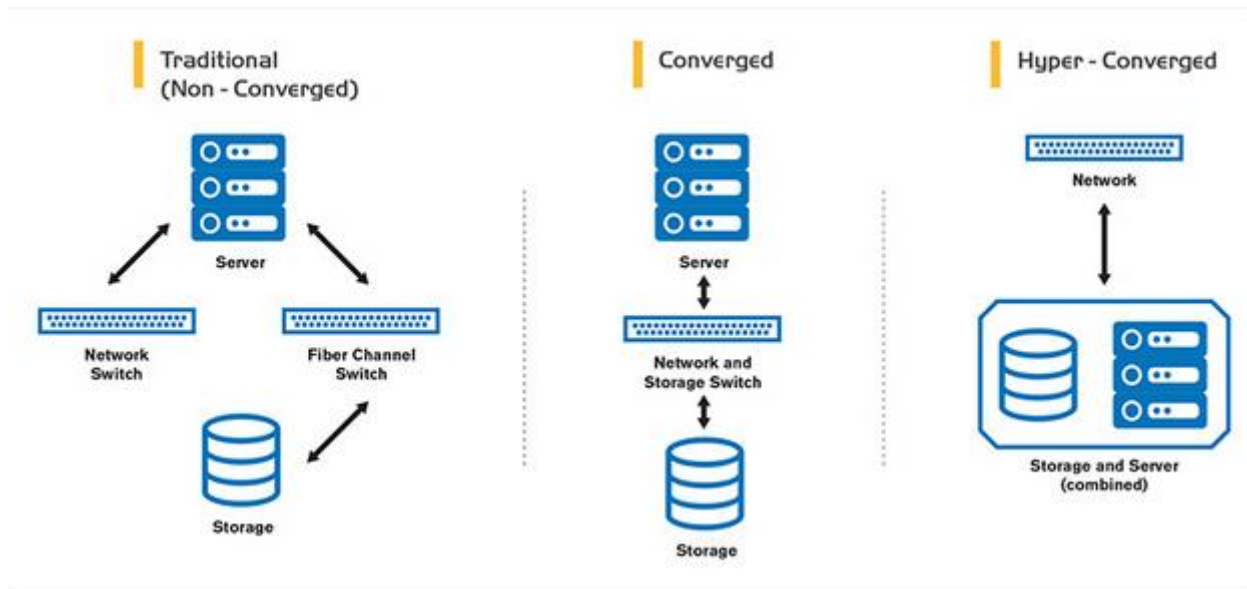 Traditional
(Non - Converged)
Server
Network
Switch
Fiber Channel
Switch
Storage
Converged
Server
Network and
Storage Switch
Storage
Hyper - Converged
Network
Storage and Server
(combined)